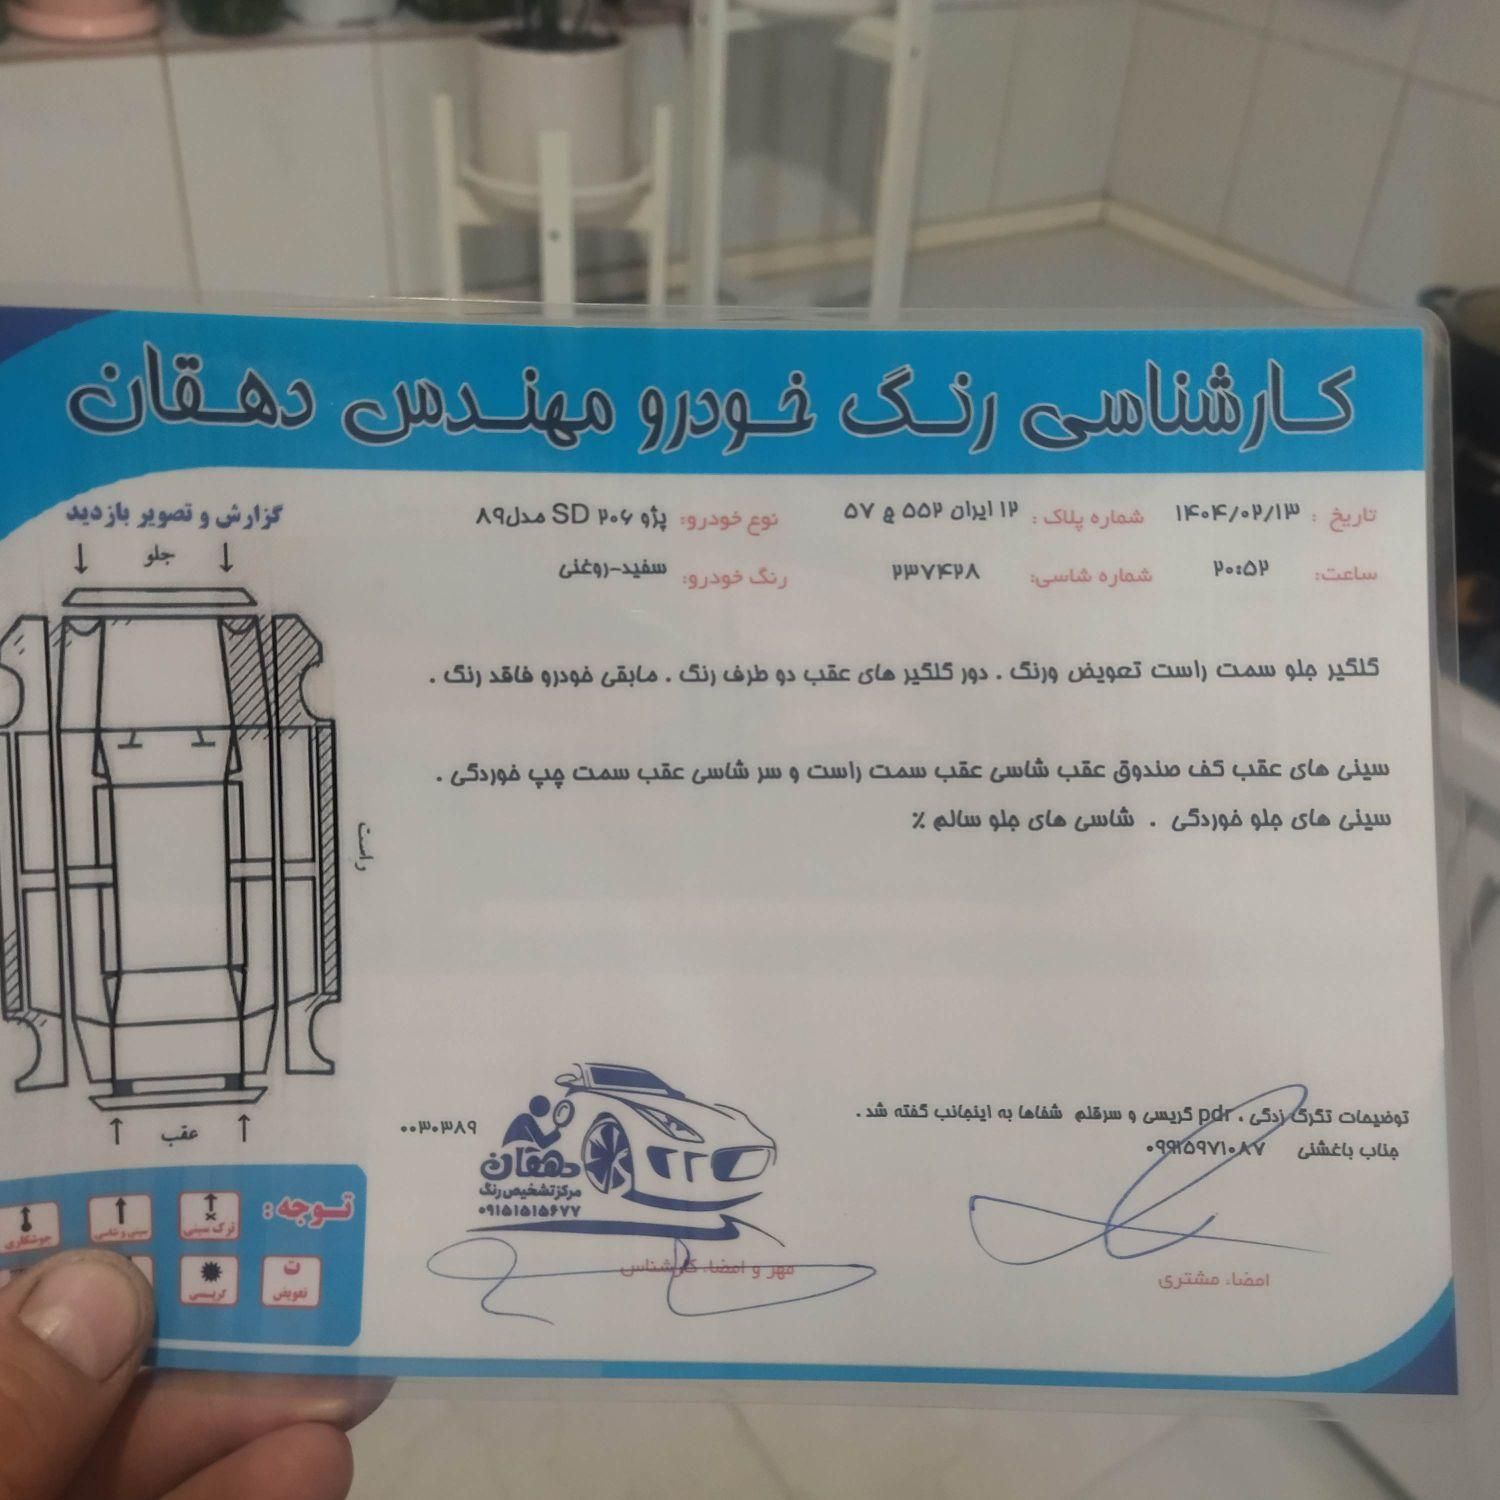 کارشناسی رنگ خودرو مهندس دهقان
تاریخ : ۱۴۰۴/۰۲/۱۳
شماره پلاک : ۱۲ ایران ۵۵۲ ج ۵۷
نوع خودرو: پژو ۲۰۶ SD مدل ۸۹
ساعت: ۲۰:۵۲
شماره شاسی: ۲۳۷۴۲۸
رنگ خودرو: سفید-روغنی
گلگیر جلو سمت راست تعویض ورنگ . دور گلگیر های عقب دو طرف رنگ . مابقی خودرو فاقد رنگ .
سینی های عقب کف صندوق عقب شاسی عقب سمت راست و سر شاسی عقب سمت چپ خوردگی .
سینی های جلو خوردگی . شاسی های جلو سالم ٪
گزارش و تصویر بازدید
جلو
راست
عقب
توضیحات تگرگ زدگی ، pdr گریسی و سرقلم شفاها به اینجانب گفته شد .
جناب باغشنی ۰۹۹۱۵۹۷۱۰۸۷
امضاء مشتری
۰۰۳۰۳۸۹
دهقان
مرکز تشخیص رنگ
۰۹۱۵۱۵۱۵۶۷۷
مهر و امضاء کارشناس
توجه :
ترک سینی
سینی و شاسی
جوشکاری
ت
تعویض
گریسی